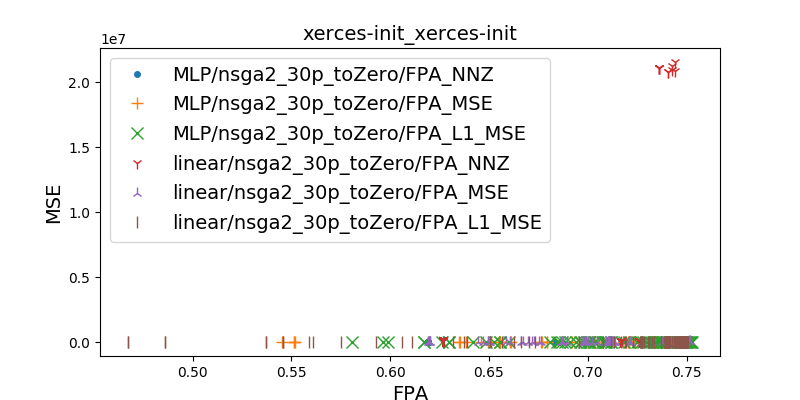 xerces-init_xerces-init
1e7
MLP/nsga2_30p_toZero/FPA_NNZ
MLP/nsga2_30p_toZero/FPA_MSE
MLP/nsga2_30p_toZero/FPA_L1_MSE
linear/nsga2_30p_toZero/FPA_NNZ
linear/nsga2_30p_toZero/FPA_MSE
linear/nsga2_30p_toZero/FPA_L1_MSE
MSE
2.0
1.5
1.0
0.5
0.0
0.50 0.55 0.60 0.65 0.70 0.75
FPA